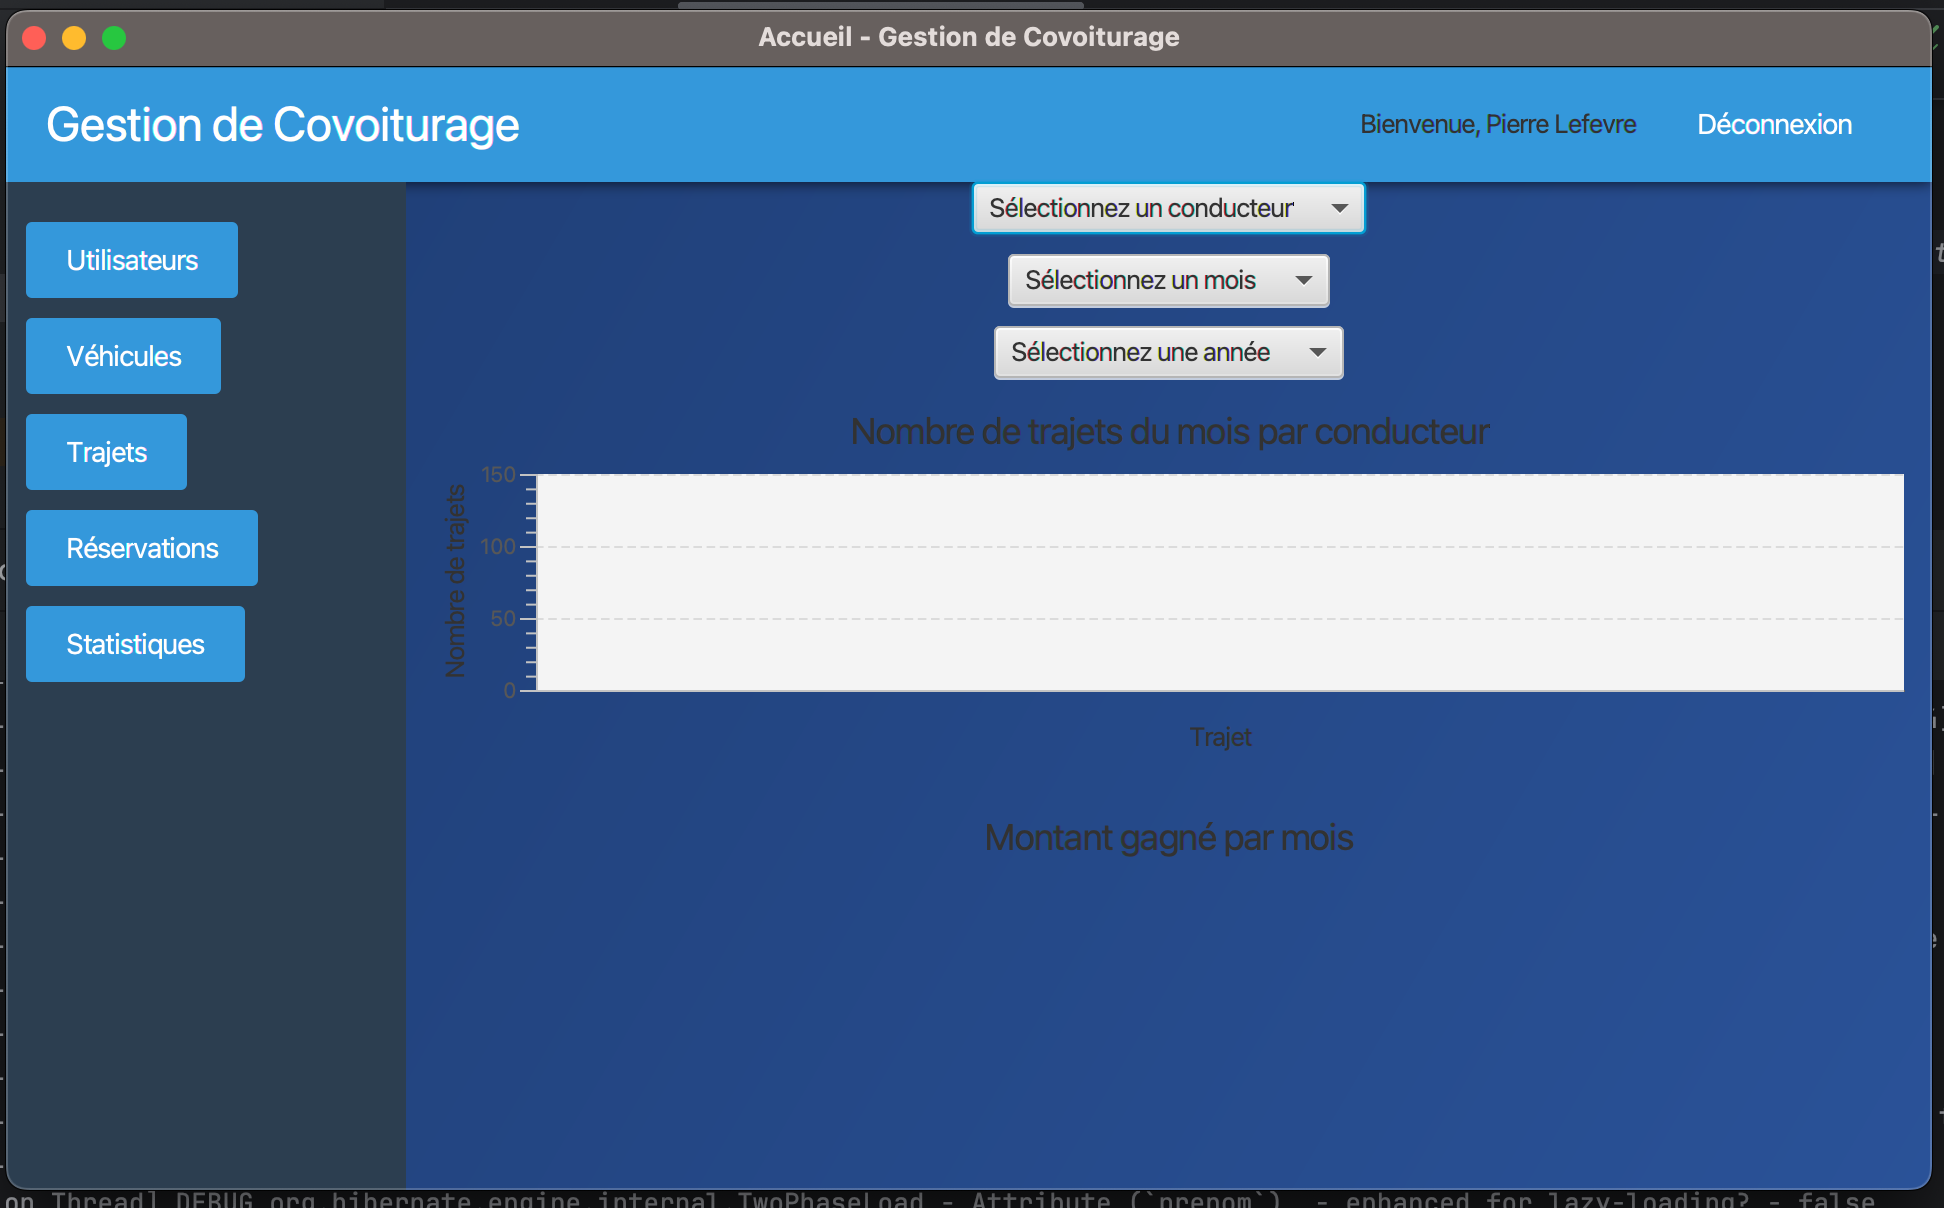 Accueil - Gestion de Covoiturage
Gestion de Covoiturage
Bienvenue, Pierre Lefevre
Déconnexion
Utilisateurs
Véhicules
Trajets
Réservations
Statistiques
Sélectionnez un conducteur
Sélectionnez un mois
Sélectionnez une année
Nombre de trajets du mois par conducteur
Nombre de trajets
150
100
50
0
Trajet
Montant gagné par mois
on Thread] DEBUG org.hibernate.engine.internal.TwoPhaseLoad - Attribute (`prenom`) - enhanced for lazy-loading? - false